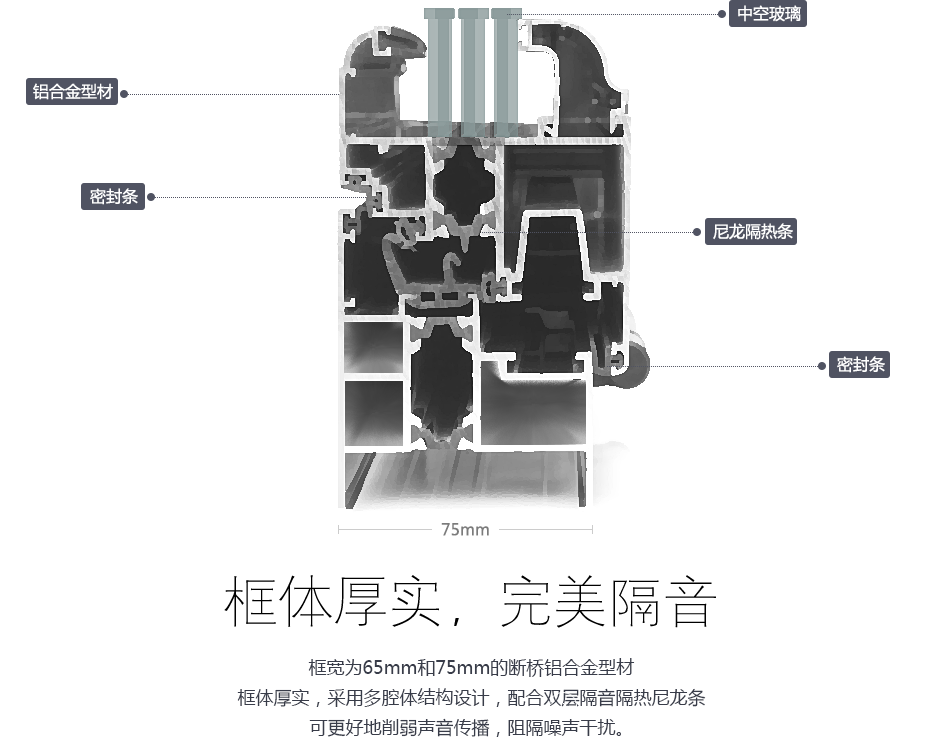 中空玻璃
铝合金型材
密封条
尼龙隔热条
密封条
75mm
框体厚实，完美隔音
框宽为65mm和75mm的断桥铝合金型材
框体厚实，采用多腔体结构设计，配合双层隔音隔热尼龙条
可更好地削弱声音传播，阻隔噪声干扰。